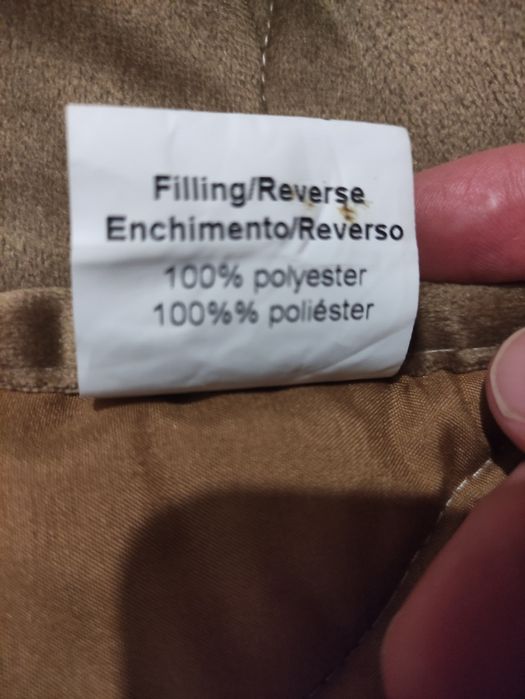 Filling/Reverse
Enchimento/Reverso
100% polyester
100%% poliéster